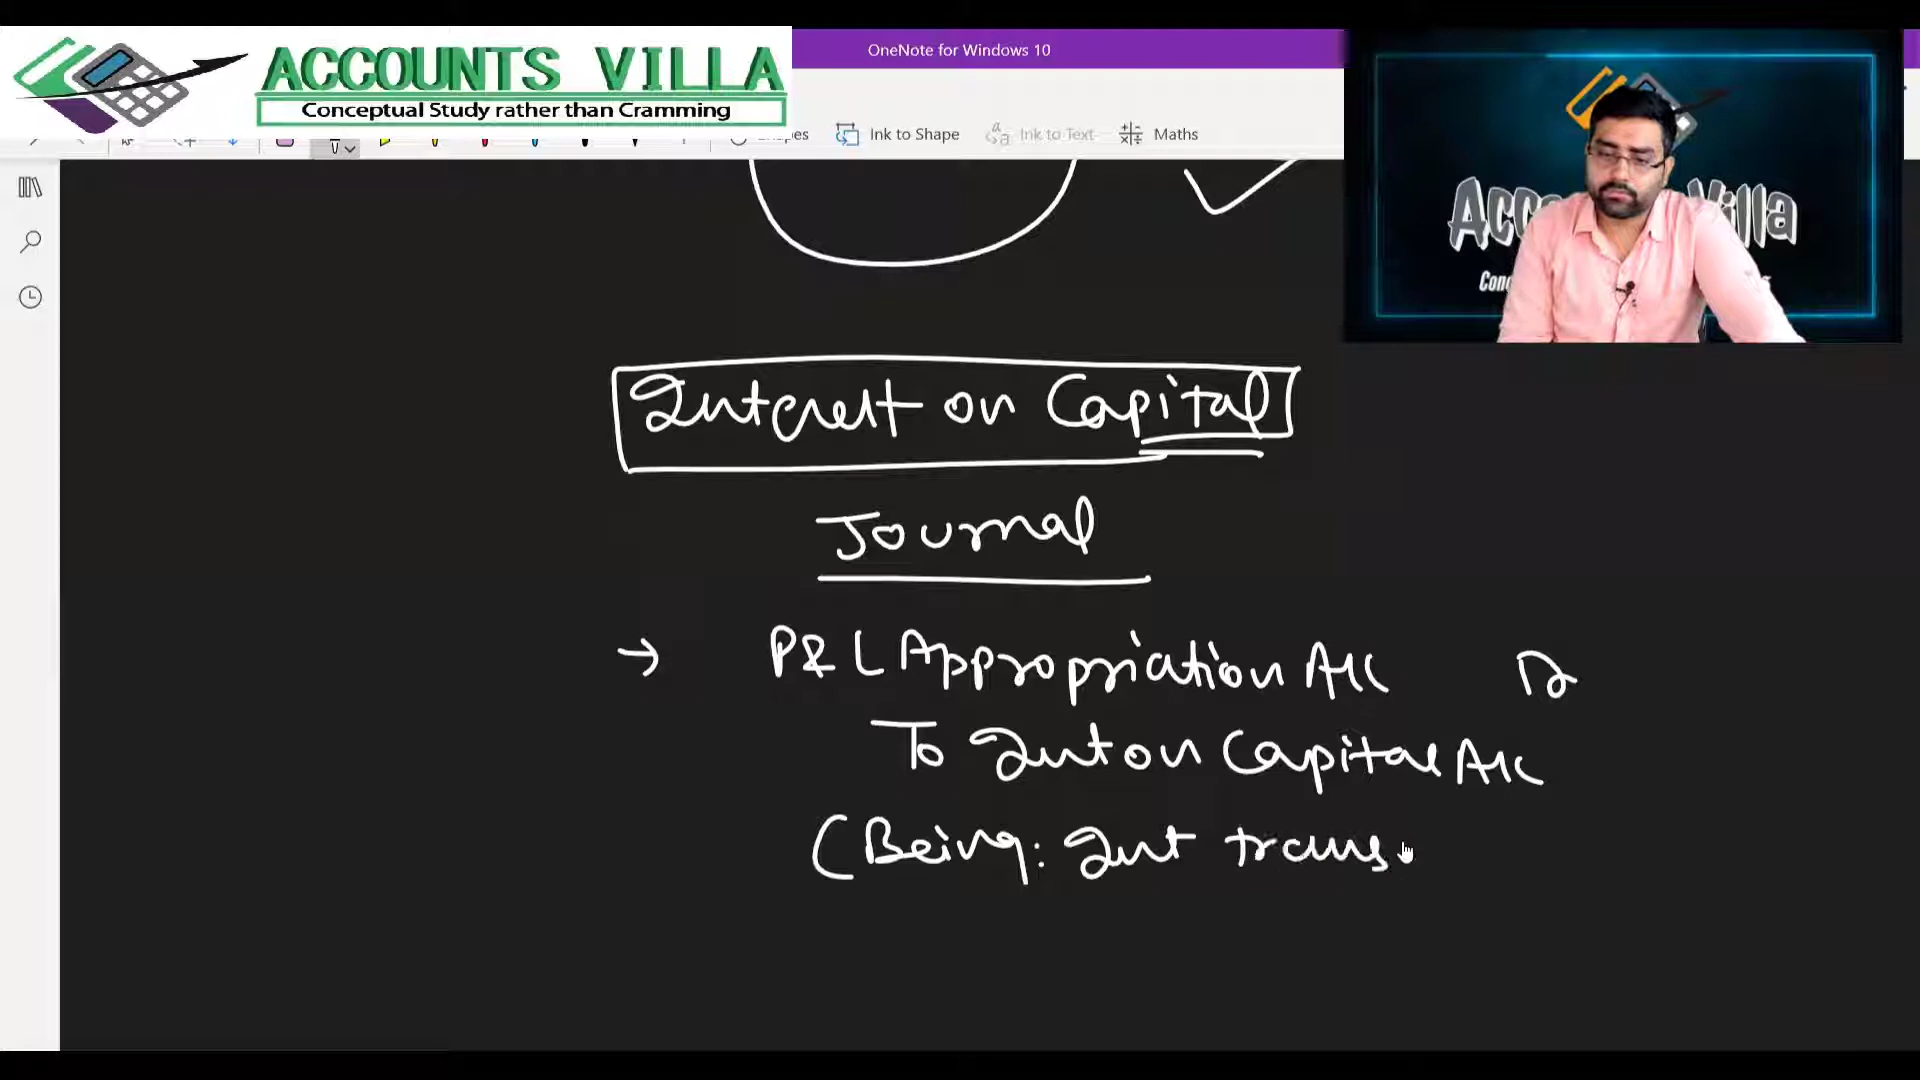 ACCOUNTS VILLA
Conceptual Study rather than Cramming
OneNote for Windows 10
Ink to Shape
Ink to Text
Maths
Interest on Capital
Journal
→ P&L Appropriation A/c Dr
To Int on Capital A/c
(Being: Int trans